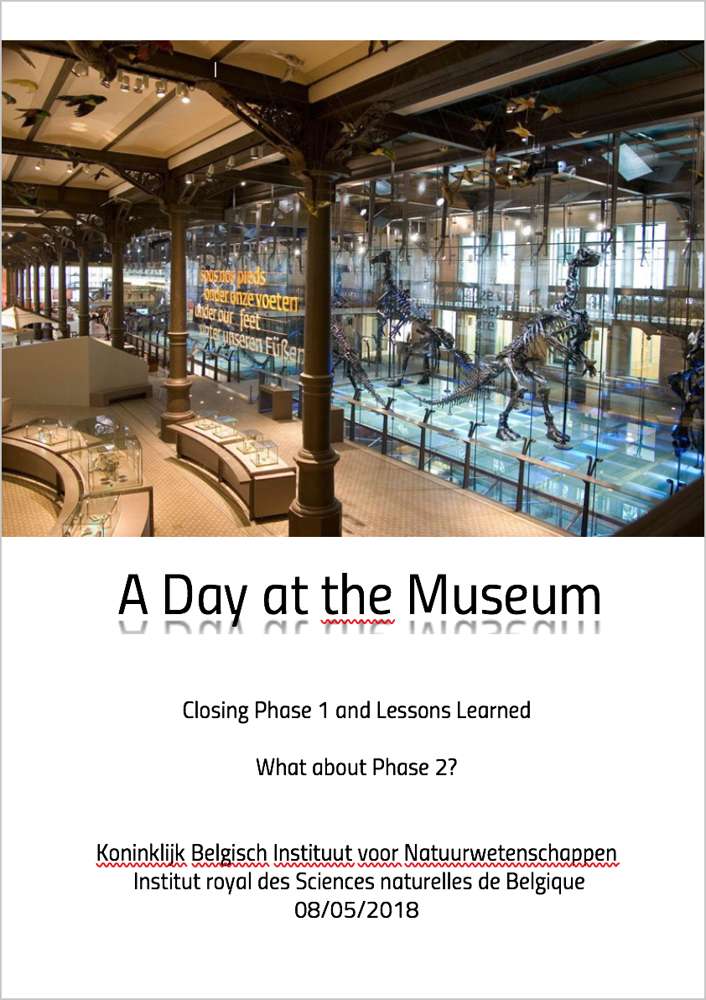 sous nos pieds
onder onze voeten
under our feet
unter unseren Füßen
A Day at the Museum
Closing Phase 1 and Lessons Learned
What about Phase 2?
Koninklijk Belgisch Instituut voor Natuurwetenschappen
Institut royal des Sciences naturelles de Belgique
08/05/2018